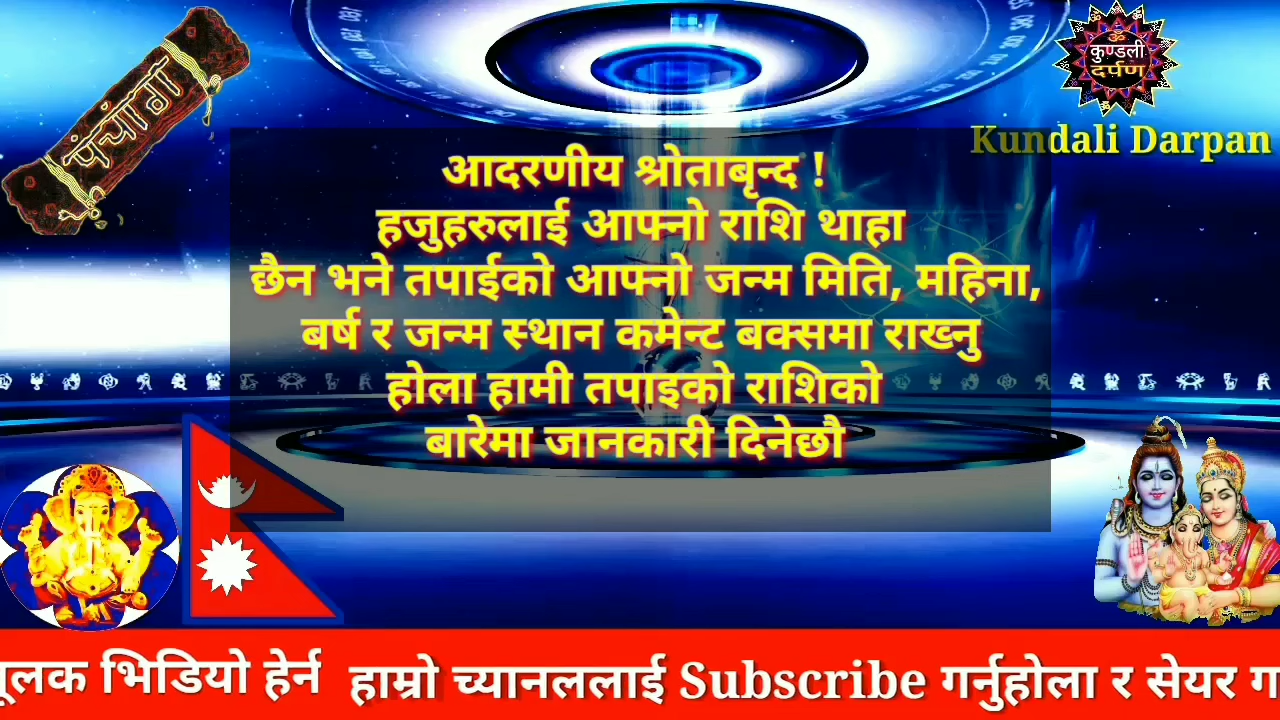 पंचांग
कुण्डली
दर्पण
Kundali Darpan
आदरणीय श्रोताबृन्द !
हजुहरुलाई आफ्नो राशि थाहा
छैन भने तपाईको आफ्नो जन्म मिति, महिना,
बर्ष र जन्म स्थान कमेन्ट बक्समा राख्नु
होला हामी तपाइको राशिको
बारेमा जानकारी दिनेछौ
भिडियो हेर्न हाम्रो च्यानललाई Subscribe गर्नुहोला र सेयर